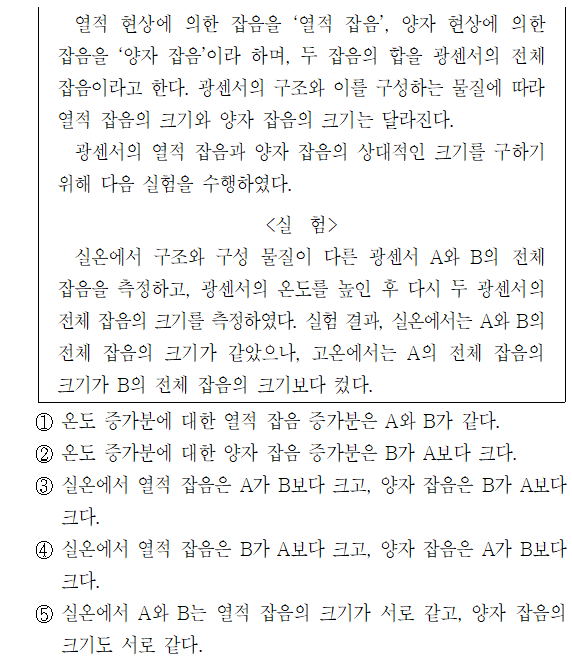 열적 현상에 의한 잡음을 ‘열적 잡음’, 양자 현상에 의한
잡음을 ‘양자 잡음’이라 하며, 두 잡음의 합을 광센서의 전체
잡음이라고 한다. 광센서의 구조와 이를 구성하는 물질에 따라
열적 잡음의 크기와 양자 잡음의 크기는 달라진다.
광센서의 열적 잡음과 양자 잡음의 상대적인 크기를 구하기
위해 다음 실험을 수행하였다.
<실 험>
실온에서 구조와 구성 물질이 다른 광센서 A와 B의 전체
잡음을 측정하고, 광센서의 온도를 높인 후 다시 두 광센서의
전체 잡음의 크기를 측정하였다. 실험 결과, 실온에서는 A와 B의
전체 잡음의 크기가 같았으나, 고온에서는 A의 전체 잡음의
크기가 B의 전체 잡음의 크기보다 컸다.
① 온도 증가분에 대한 열적 잡음 증가분은 A와 B가 같다.
② 온도 증가분에 대한 양자 잡음 증가분은 B가 A보다 크다.
③ 실온에서 열적 잡음은 A가 B보다 크고, 양자 잡음은 B가 A보다
크다.
④ 실온에서 열적 잡음은 B가 A보다 크고, 양자 잡음은 A가 B보다
크다.
⑤ 실온에서 A와 B는 열적 잡음의 크기가 서로 같고, 양자 잡음의
크기도 서로 같다.